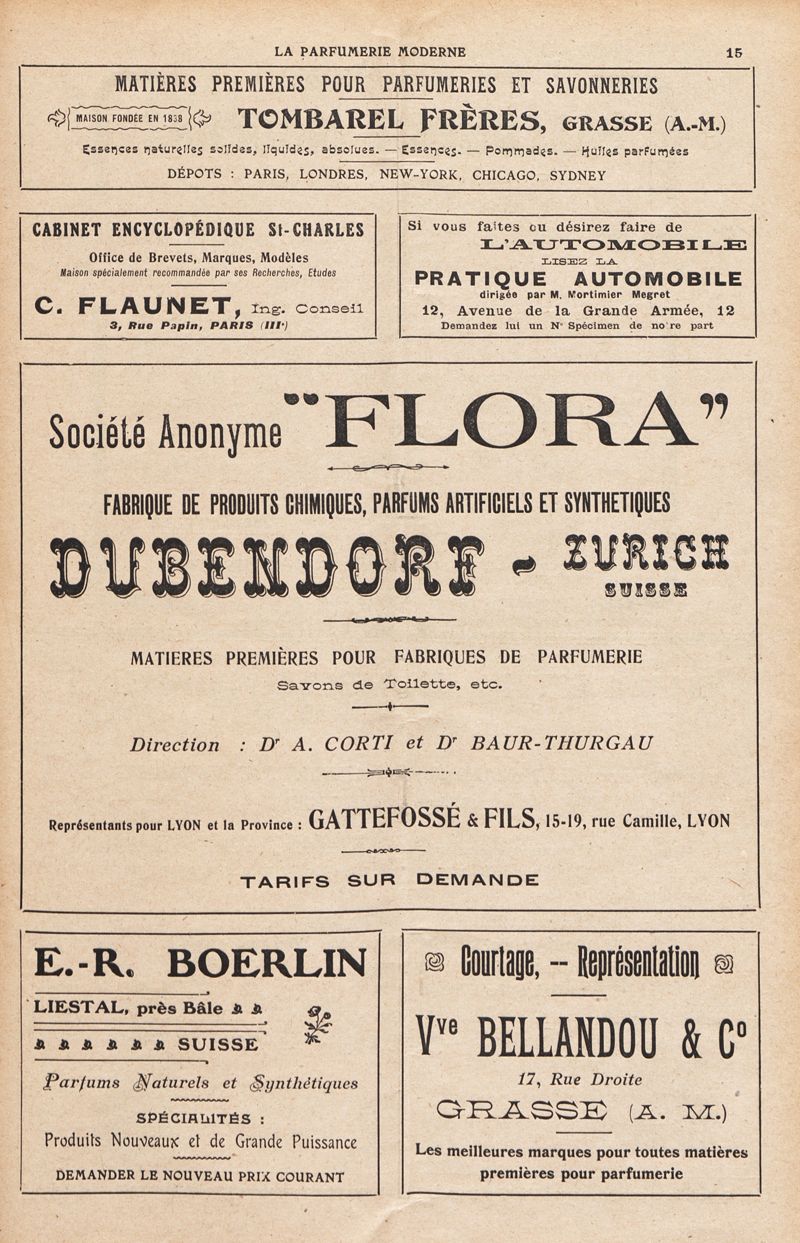 LA PARFUMERIE MODERNE 15
MATIÈRES PREMIÈRES POUR PARFUMERIES ET SAVONNERIES
MAISON FONDÉE EN 1838 TOMBAREL FRÈRES, GRASSE (A.-M.)
Essences naturelles solides, liquides, absolues. — Essences. — Pommades. — Huiles parfumées
DÉPOTS : PARIS, LONDRES, NEW-YORK, CHICAGO, SYDNEY
CABINET ENCYCLOPÉDIQUE St-CHARLES
Office de Brevets, Marques, Modèles
Maison spécialement recommandée par ses Recherches, Etudes
C. FLAUNET, Ing. Conseil
3, Rue Papin, PARIS (IIIe)
Si vous faites ou désirez faire de
L'AUTOMOBILE
LISEZ LA
PRATIQUE AUTOMOBILE
dirigée par M. Mortimier Megret
12, Avenue de la Grande Armée, 12
Demandez lui un No Spécimen de no're part
Société Anonyme "FLORA"
FABRIQUE DE PRODUITS CHIMIQUES, PARFUMS ARTIFICIELS ET SYNTHETIQUES
DUBENDORF - ZURICH
SUISSE
MATIERES PREMIÈRES POUR FABRIQUES DE PARFUMERIE
Savons de Toilette, etc.
Direction : Dr A. CORTI et Dr BAUR-THURGAU
Représentants pour LYON et la Province : GATTEFOSSÉ & FILS, 15-19, rue Camille, LYON
TARIFS SUR DEMANDE
E.-R. BOERLIN
LIESTAL, près Bâle
SUISSE
Parfums Naturels et Synthétiques
SPÉCIALITÉS :
Produits Nouveaux et de Grande Puissance
DEMANDER LE NOUVEAU PRIX COURANT
Courtage, -- Représentation
Vve BELLANDOU & Co
17, Rue Droite
GRASSE (A. M.)
Les meilleures marques pour toutes matières
premières pour parfumerie